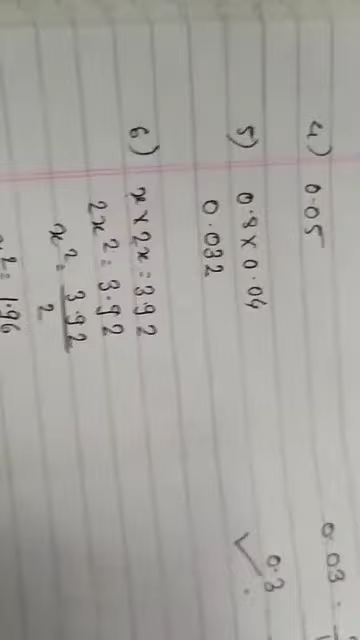 0.03
0.3
4) 0.05
5) 0.8 × 0.04
0.032
6) x × 2x = 3.92
2x² = 3.92
x² = 3.92
2
x² = 1.96